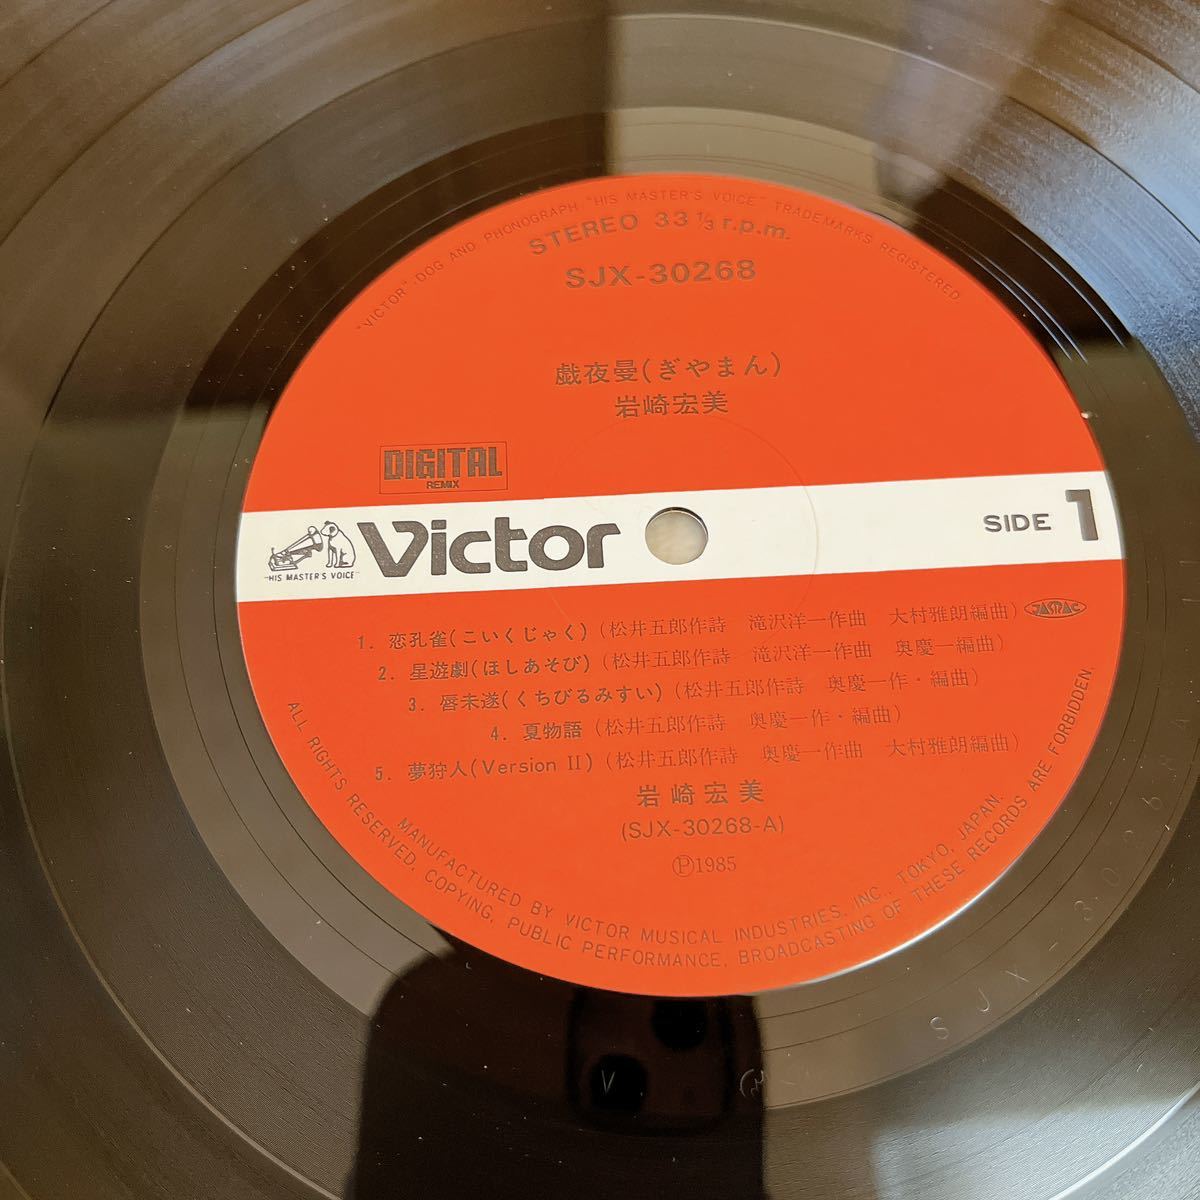 "VICTOR"·DOG AND PHONOGRAPH·"HIS MASTER'S VOICE" TRADEMARKS REGISTERED.
STEREO 33 1/3 r.p.m.
SJX-30268
戯夜曼(ぎやまん)
岩崎宏美
DIGITAL
REMIX
"HIS MASTER'S VOICE"
Victor
SIDE 1
1. 恋孔雀(こいくじゃく)(松井五郎作詩 滝沢洋一作曲 大村雅朗編曲) JASRAC
2. 星遊劇(ほしあそび)(松井五郎作詩 滝沢洋一作曲 奥慶一編曲)
3. 唇未遂(くちびるみすい)(松井五郎作詩 奥慶一作・編曲)
4. 夏物語(松井五郎作詩 奥慶一作・編曲)
5. 夢狩人(Version II)(松井五郎作詩 奥慶一作曲 大村雅朗編曲)
岩崎宏美
(SJX-30268-A)
Ⓟ1985
MANUFACTURED BY VICTOR MUSICAL INDUSTRIES, INC., TOKYO, JAPAN.
ALL RIGHTS RESERVED. COPYING, PUBLIC PERFORMANCE, BROADCASTING OF THESE RECORDS ARE FORBIDDEN.
V